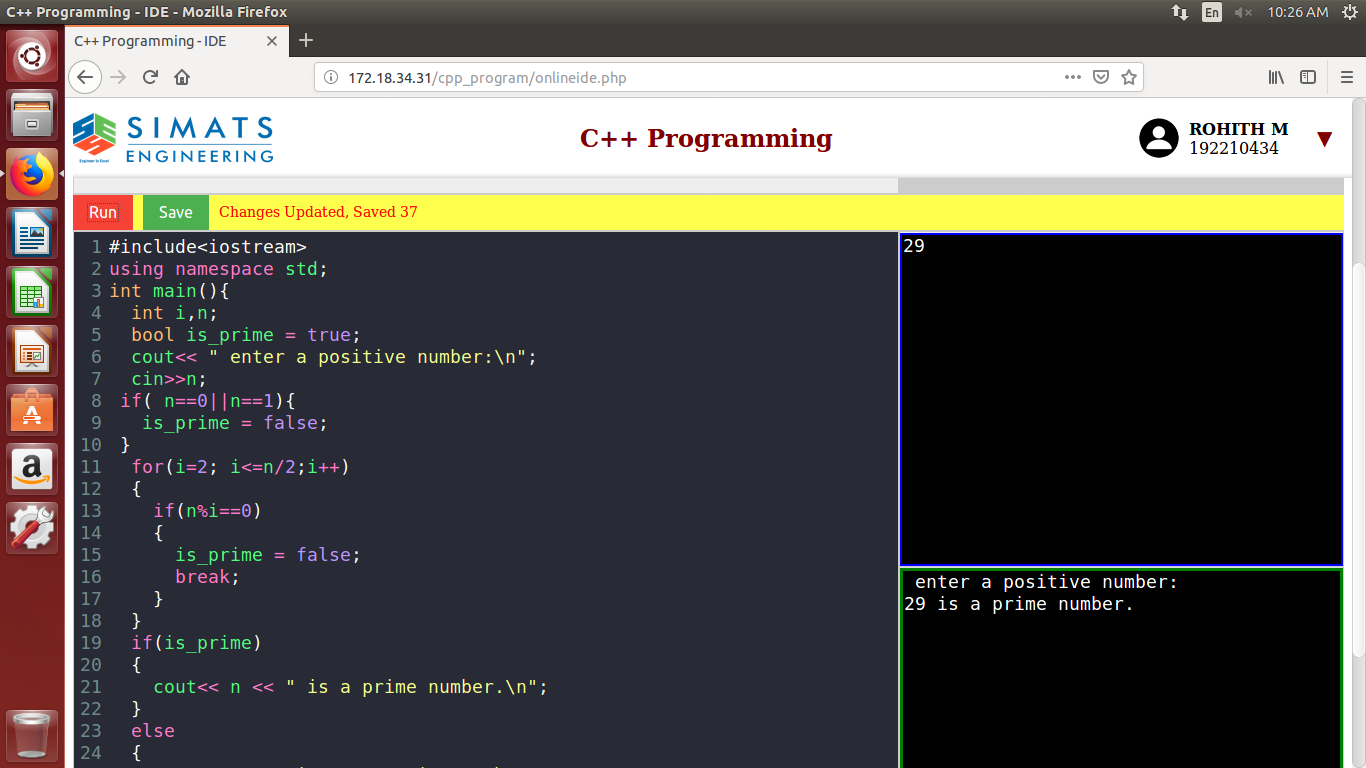 C++ Programming - IDE - Mozilla Firefox
En
10:26 AM
C++ Programming - IDE
172.18.34.31/cpp_program/onlineide.php
SIMATS
ENGINEERING
Engineer to Excel
C++ Programming
ROHITH M
192210434
Run
Save
Changes Updated, Saved 37
1 #include<iostream>
2 using namespace std;
3 int main(){
4   int i,n;
5   bool is_prime = true;
6   cout<< " enter a positive number:\n";
7   cin>>n;
8  if( n==0||n==1){
9    is_prime = false;
10  }
11   for(i=2; i<=n/2;i++)
12   {
13     if(n%i==0)
14     {
15       is_prime = false;
16       break;
17     }
18   }
19   if(is_prime)
20   {
21     cout<< n << " is a prime number.\n";
22   }
23   else
24   {
29
enter a positive number:
29 is a prime number.